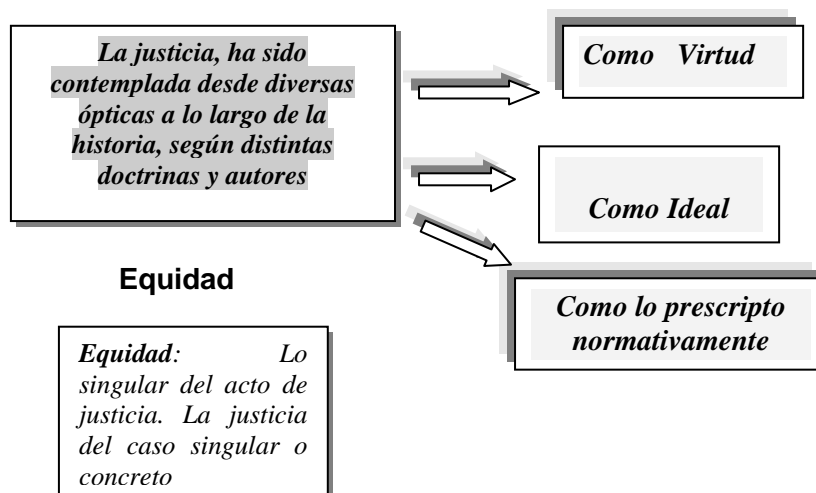 La justicia, ha sido
contemplada desde diversas
ópticas a lo largo de la
historia, según distintas
doctrinas y autores
Como Virtud
Como Ideal
Como lo prescripto
normativamente
Equidad
Equidad: Lo
singular del acto de
justicia. La justicia
del caso singular o
concreto